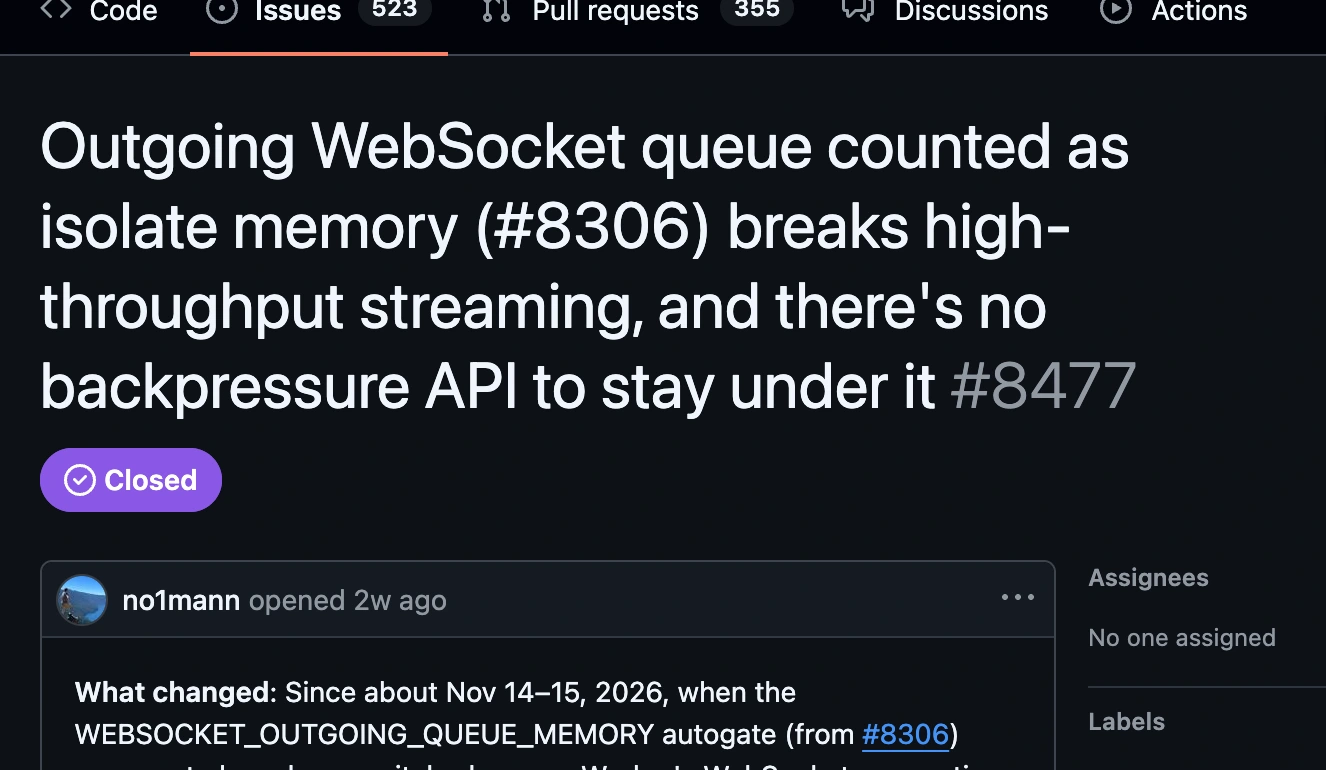 Code Issues 523 Pull requests 355 Discussions Actions
Outgoing WebSocket queue counted as
isolate memory (#8306) breaks high-
throughput streaming, and there's no
backpressure API to stay under it #8477
Closed
no1mann opened 2w ago
What changed: Since about Nov 14–15, 2026, when the
WEBSOCKET_OUTGOING_QUEUE_MEMORY autogate (from #8306)
Assignees
No one assigned
Labels